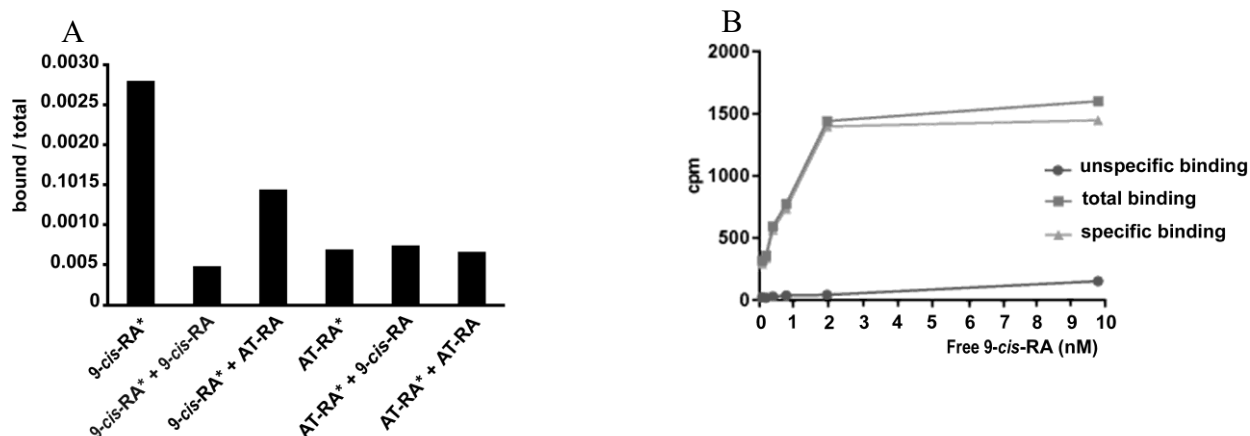 A
0.0030
0.0025
0.0020
0.1015
0.0010
0.005
0
bound / total
9-cis-RA*
9-cis-RA* + 9-cis-RA
9-cis-RA* + AT-RA
AT-RA*
AT-RA* + 9-cis-RA
AT-RA* + AT-RA
B
2000
1500
1000
500
0
cpm
0 1 2 3 4 5 6 7 8 9 10
Free 9-cis-RA (nM)
unspecific binding
total binding
specific binding